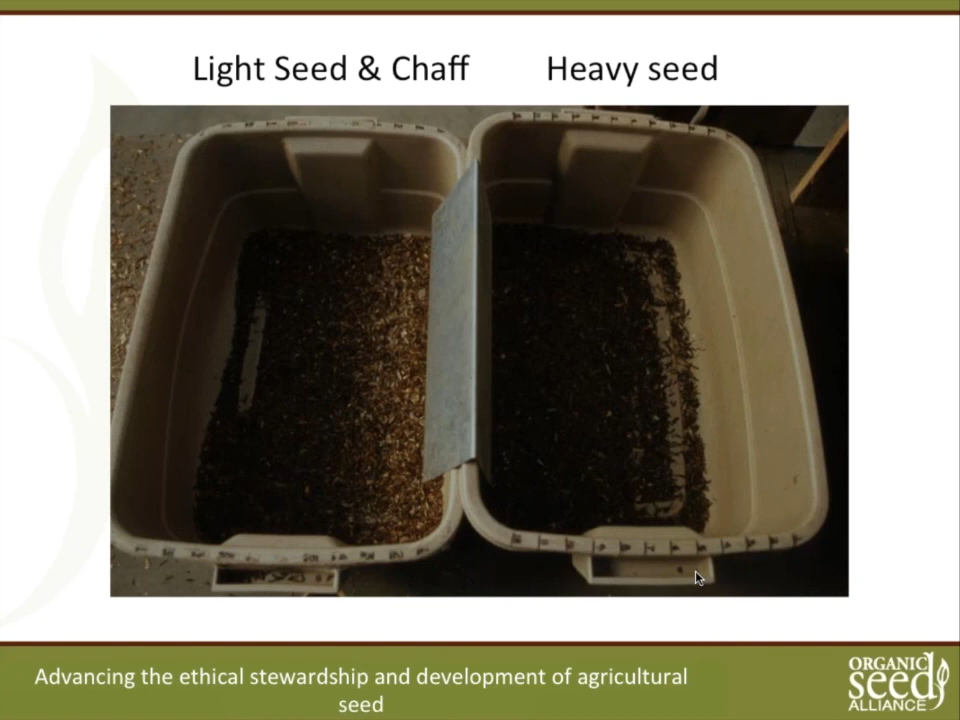 Light Seed & Chaff Heavy seed
Advancing the ethical stewardship and development of agricultural
seed
ORGANIC
seed
ALLIANCE